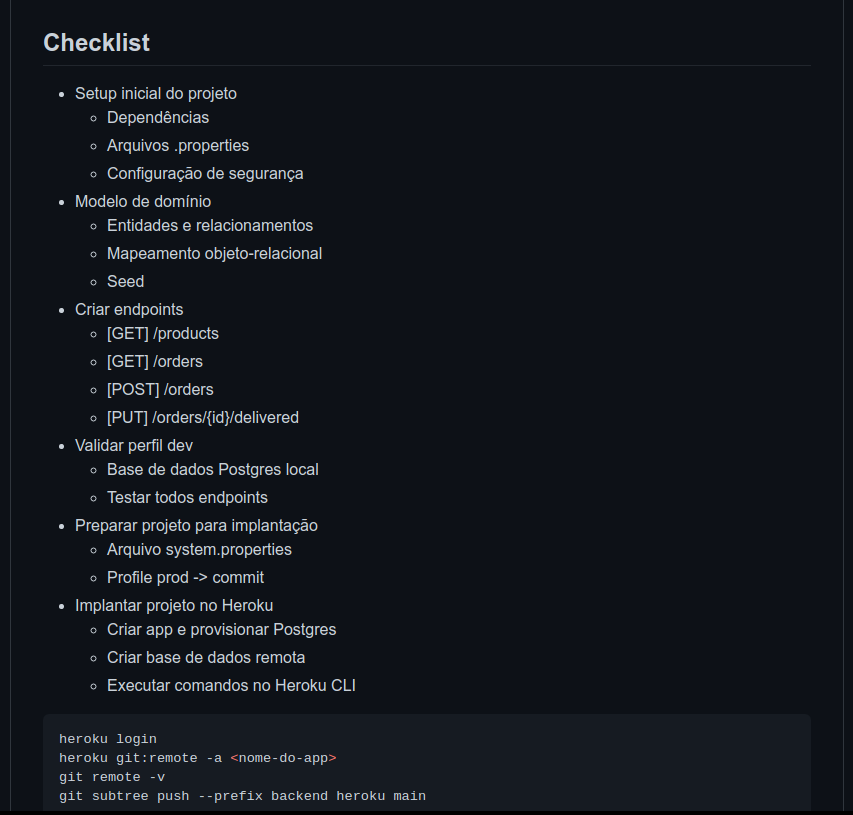 Checklist
Setup inicial do projeto
Dependências
Arquivos .properties
Configuração de segurança
Modelo de domínio
Entidades e relacionamentos
Mapeamento objeto-relacional
Seed
Criar endpoints
[GET] /products
[GET] /orders
[POST] /orders
[PUT] /orders/{id}/delivered
Validar perfil dev
Base de dados Postgres local
Testar todos endpoints
Preparar projeto para implantação
Arquivo system.properties
Profile prod -> commit
Implantar projeto no Heroku
Criar app e provisionar Postgres
Criar base de dados remota
Executar comandos no Heroku CLI
heroku login
heroku git:remote -a <nome-do-app>
git remote -v
git subtree push --prefix backend heroku main